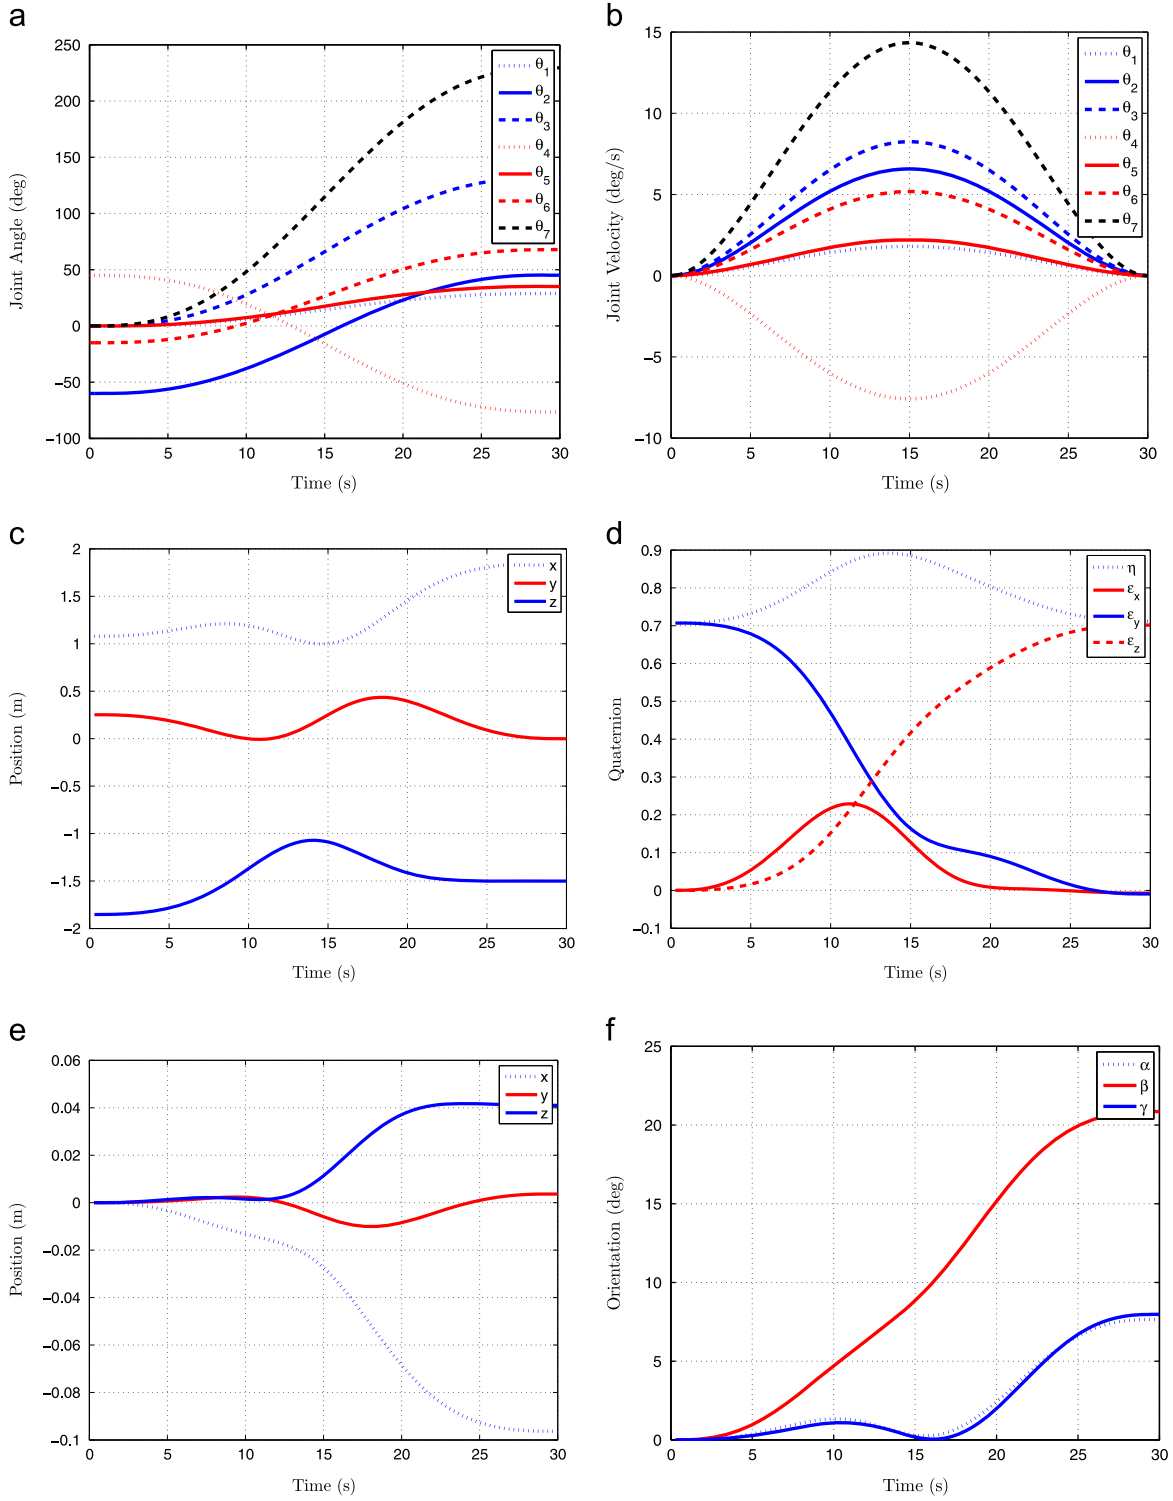 a
250
200
150
100
50
0
−50
−100
0 5 10 15 20 25 30
Joint Angle (deg)
Time (s)
θ1
θ2
θ3
θ4
θ5
θ6
θ7
b
15
10
5
0
−5
−10
0 5 10 15 20 25 30
Joint Velocity (deg/s)
Time (s)
θ1
θ2
θ3
θ4
θ5
θ6
θ7
c
2
1.5
1
0.5
0
−0.5
−1
−1.5
−2
0 5 10 15 20 25 30
Position (m)
Time (s)
x
y
z
d
0.9
0.8
0.7
0.6
0.5
0.4
0.3
0.2
0.1
0
−0.1
0 5 10 15 20 25 30
Quaternion
Time (s)
η
εx
εy
εz
e
0.06
0.04
0.02
0
−0.02
−0.04
−0.06
−0.08
−0.1
0 5 10 15 20 25 30
Position (m)
Time (s)
x
y
z
f
25
20
15
10
5
0
0 5 10 15 20 25 30
Orientation (deg)
Time (s)
α
β
γ